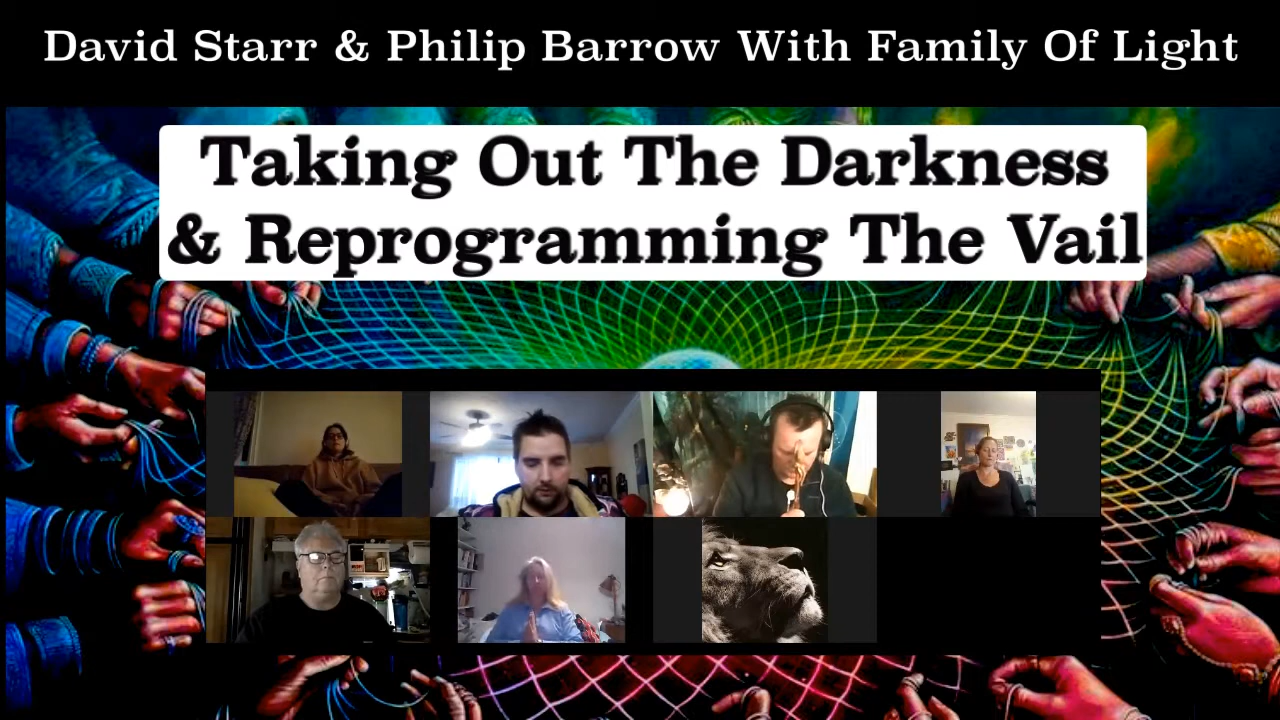 David Starr & Philip Barrow With Family Of Light
Taking Out The Darkness
& Reprogramming The Vail